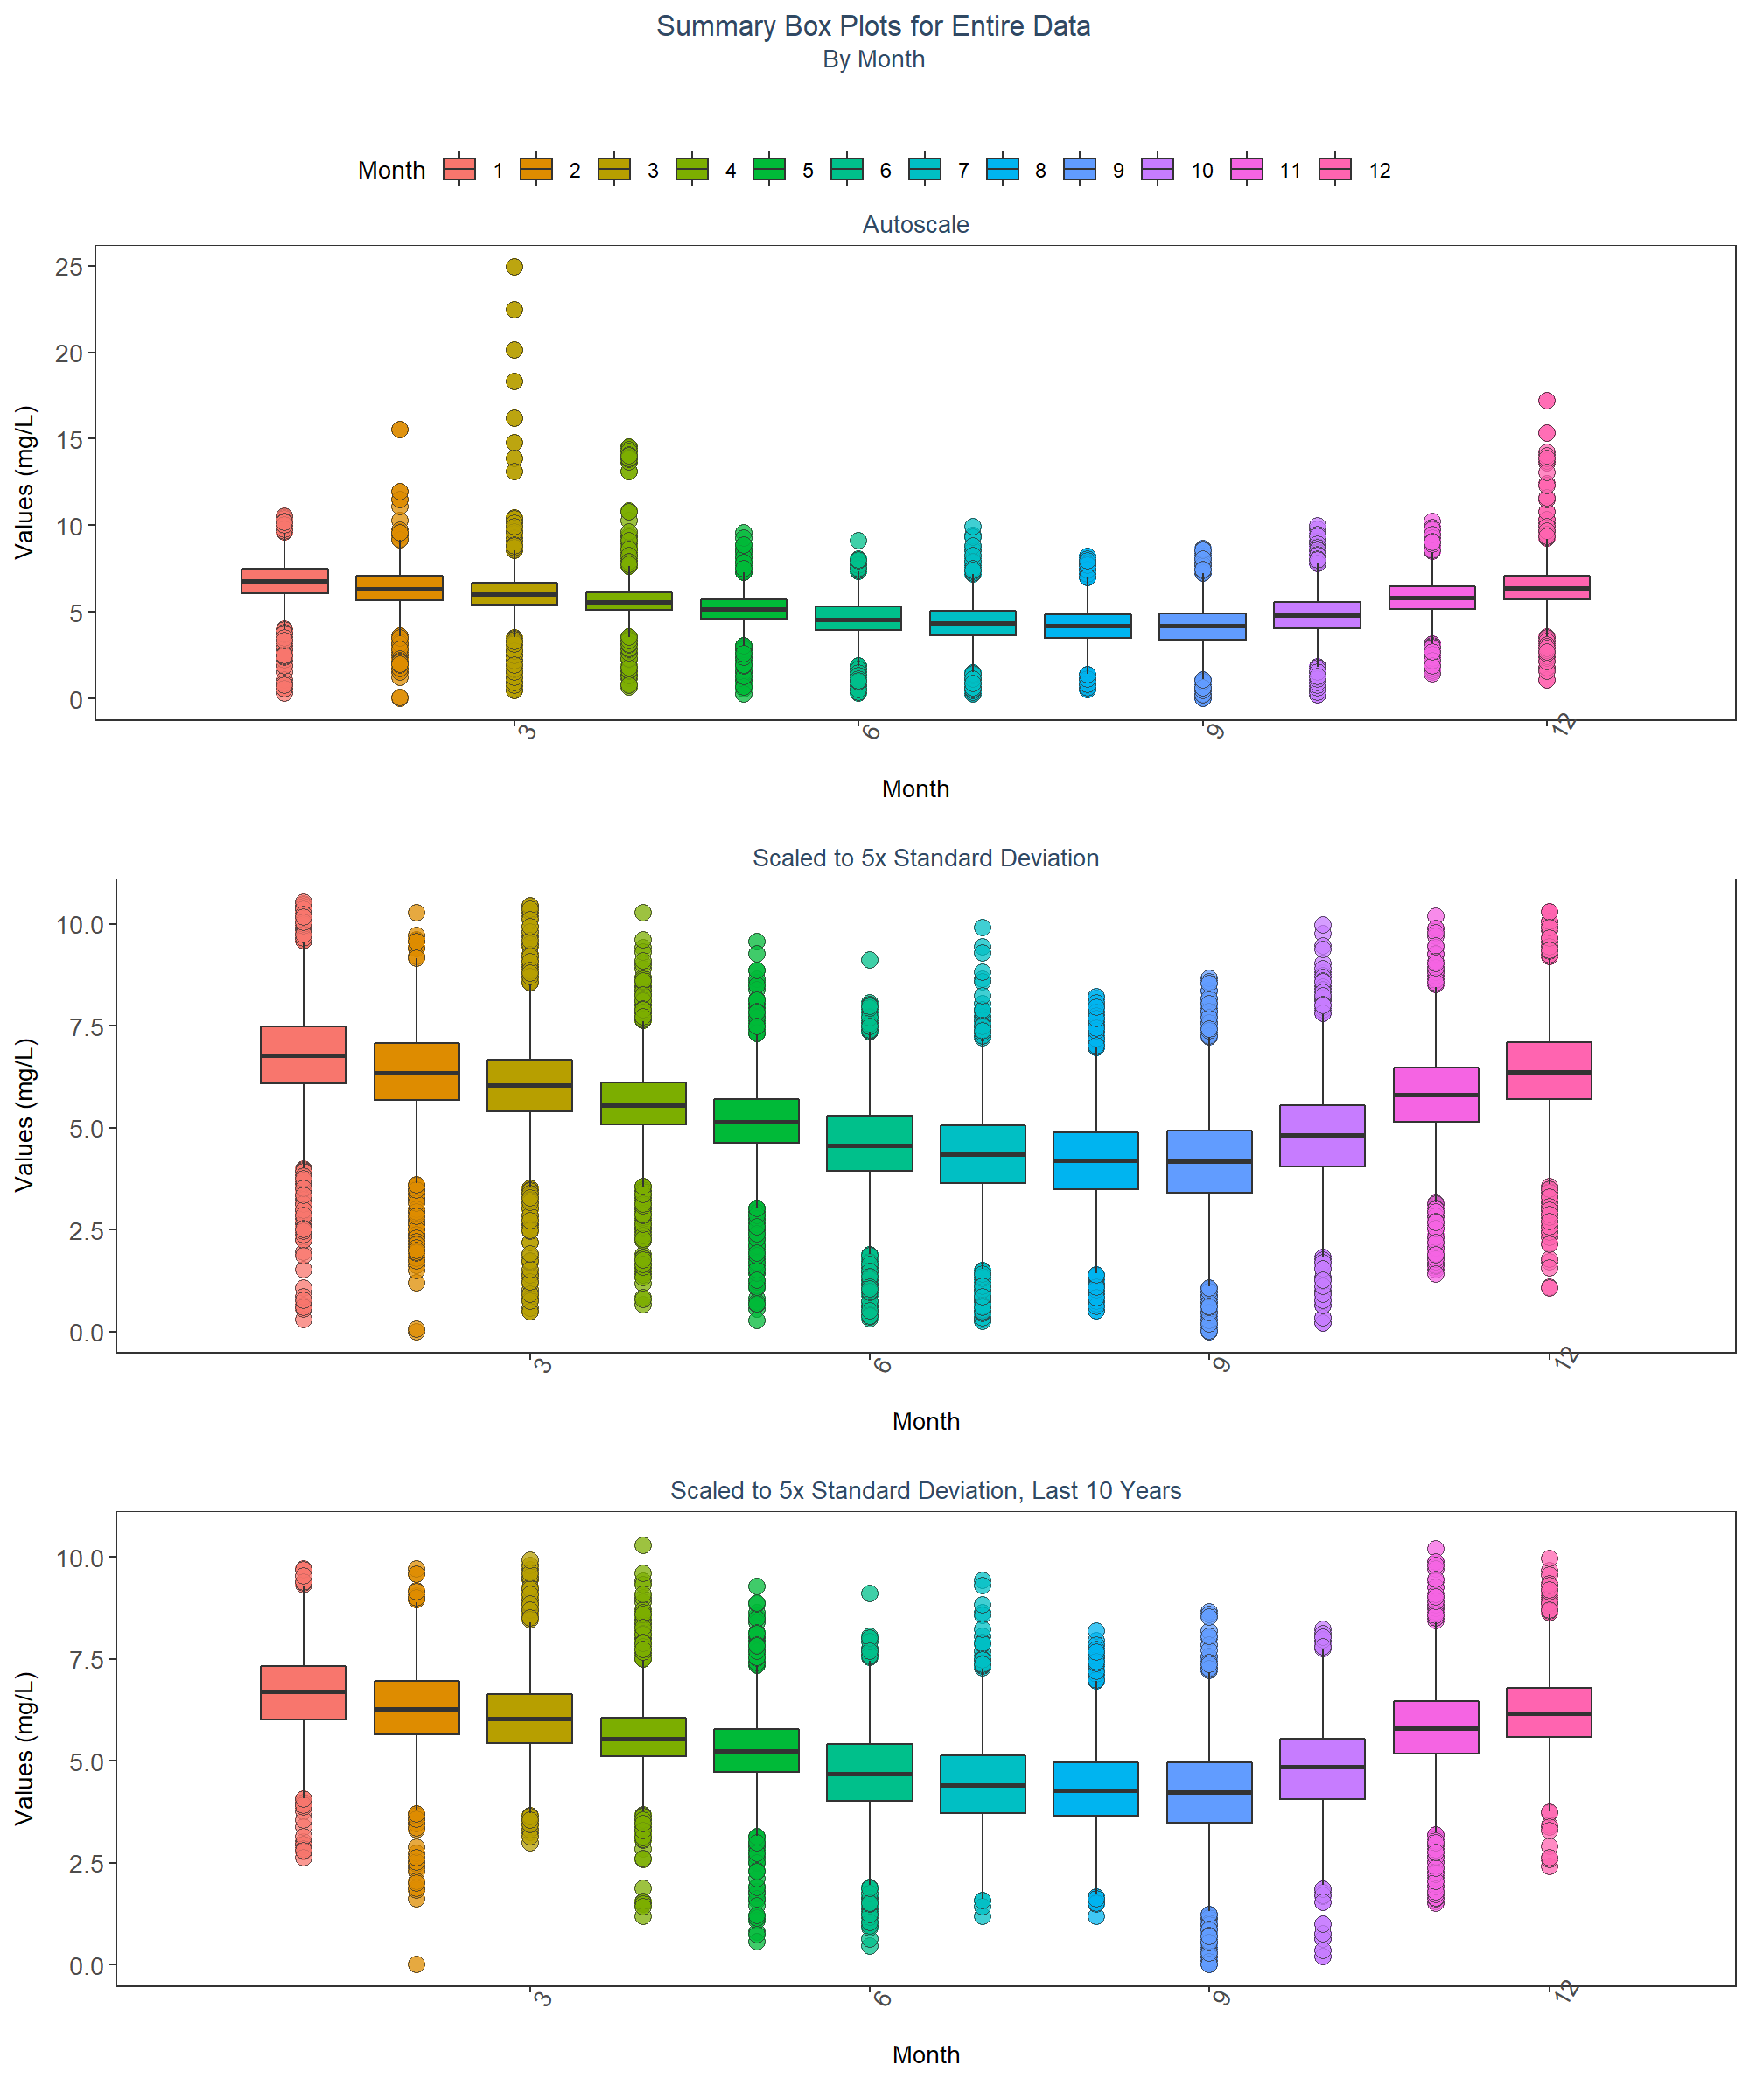 Summary Box Plots for Entire Data
By Month
Month 1 2 3 4 5 6 7 8 9 10 11 12
Autoscale
Values (mg/L)
25
20
15
10
5
0
3 6 9 12
Month
Scaled to 5x Standard Deviation
Values (mg/L)
10.0
7.5
5.0
2.5
0.0
3 6 9 12
Month
Scaled to 5x Standard Deviation, Last 10 Years
Values (mg/L)
10.0
7.5
5.0
2.5
0.0
3 6 9 12
Month